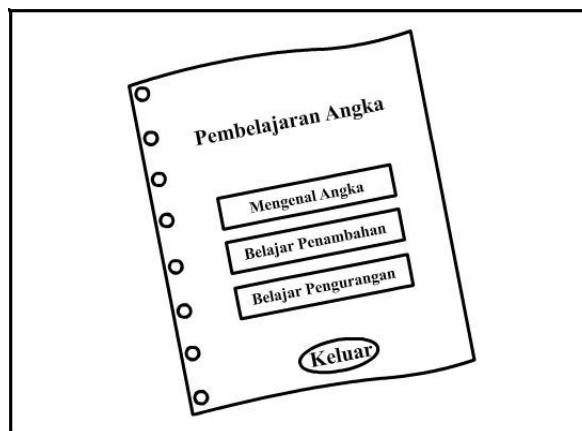 Pembelajaran Angka
Mengenal Angka
Belajar Penambahan
Belajar Pengurangan
Keluar